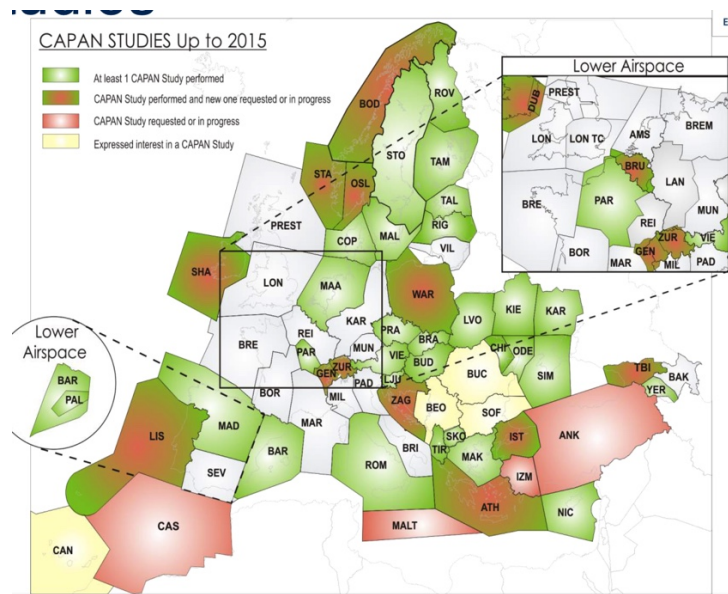 CAPAN STUDIES Up to 2015
At least 1 CAPAN Study performed
CAPAN Study performed and new one requested or in progress
CAPAN Study requested or in progress
Expressed interest in a CAPAN Study
Lower Airspace
DUB
PREST
LON
LON TC
AMS
BREM
BRU
LAN
BRE
PAR
REI
MUN
ZUR
VIE
GEN
BOR
MAR
MIL
PAD
BOD
ROV
STO
TAM
STA
OSL
TAL
RIG
VIL
PREST
COP
MAL
SHA
LON
MAA
WAR
KAR
LVO
KIE
KAR
BRE
REI
PAR
MUN
PRA
BRA
VIE
BUD
CHI
ODE
SIM
GEN
ZUR
PAD
LJU
BUC
BOR
MIL
ZAG
BEO
SOF
MAR
BRI
SKO
TIR
MAK
IST
ANK
TBI
BAK
YER
Lower
Airspace
BAR
PAL
LIS
MAD
SEV
BAR
ROM
IZM
ATH
NIC
MALT
CAS
CAN
E